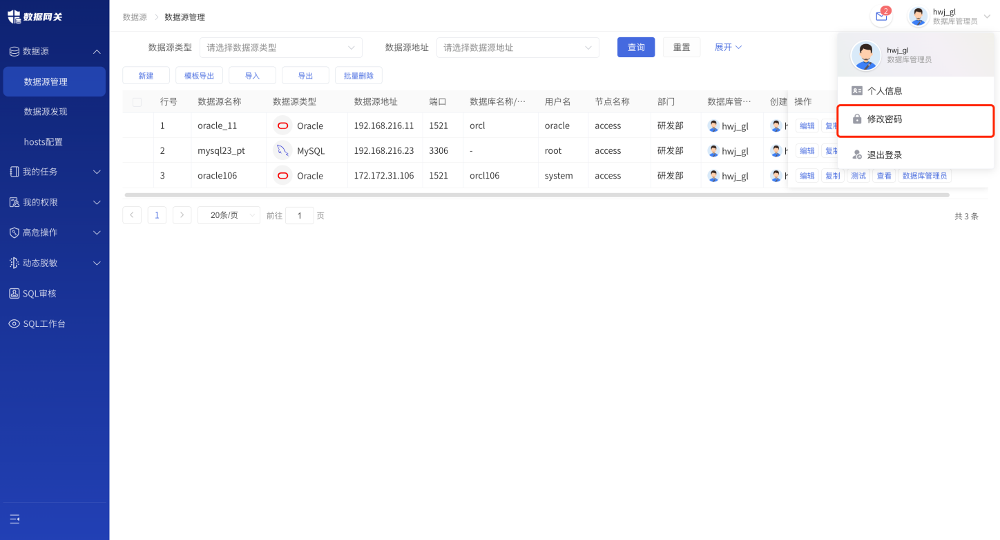 数据网关
数据源 数据源管理
2
hwj_gl
数据库管理员
数据源
数据源管理
数据源发现
hosts配置
我的任务
我的权限
高危操作
动态脱敏
SQL审核
SQL工作台
数据源类型 请选择数据源类型 数据源地址 请选择数据源地址 查询 重置 展开
新建 模板导出 导入 导出 批量删除
行号 数据源名称 数据源类型 数据源地址 端口 数据库名称/… 用户名 节点名称 部门 数据库管… 创建 操作
1 oracle_11 Oracle 192.168.216.11 1521 orcl oracle access 研发部 hwj_gl 编辑 复制
2 mysql23_pt MySQL 192.168.216.23 3306 - root access 研发部 hwj_gl 编辑 复制
3 oracle106 Oracle 172.172.31.106 1521 orcl106 system access 研发部 hwj_gl 编辑 复制 测试 查看 数据库管理员
1 20条/页 前往 1 页 共 3 条
hwj_gl
数据库管理员
个人信息
修改密码
退出登录